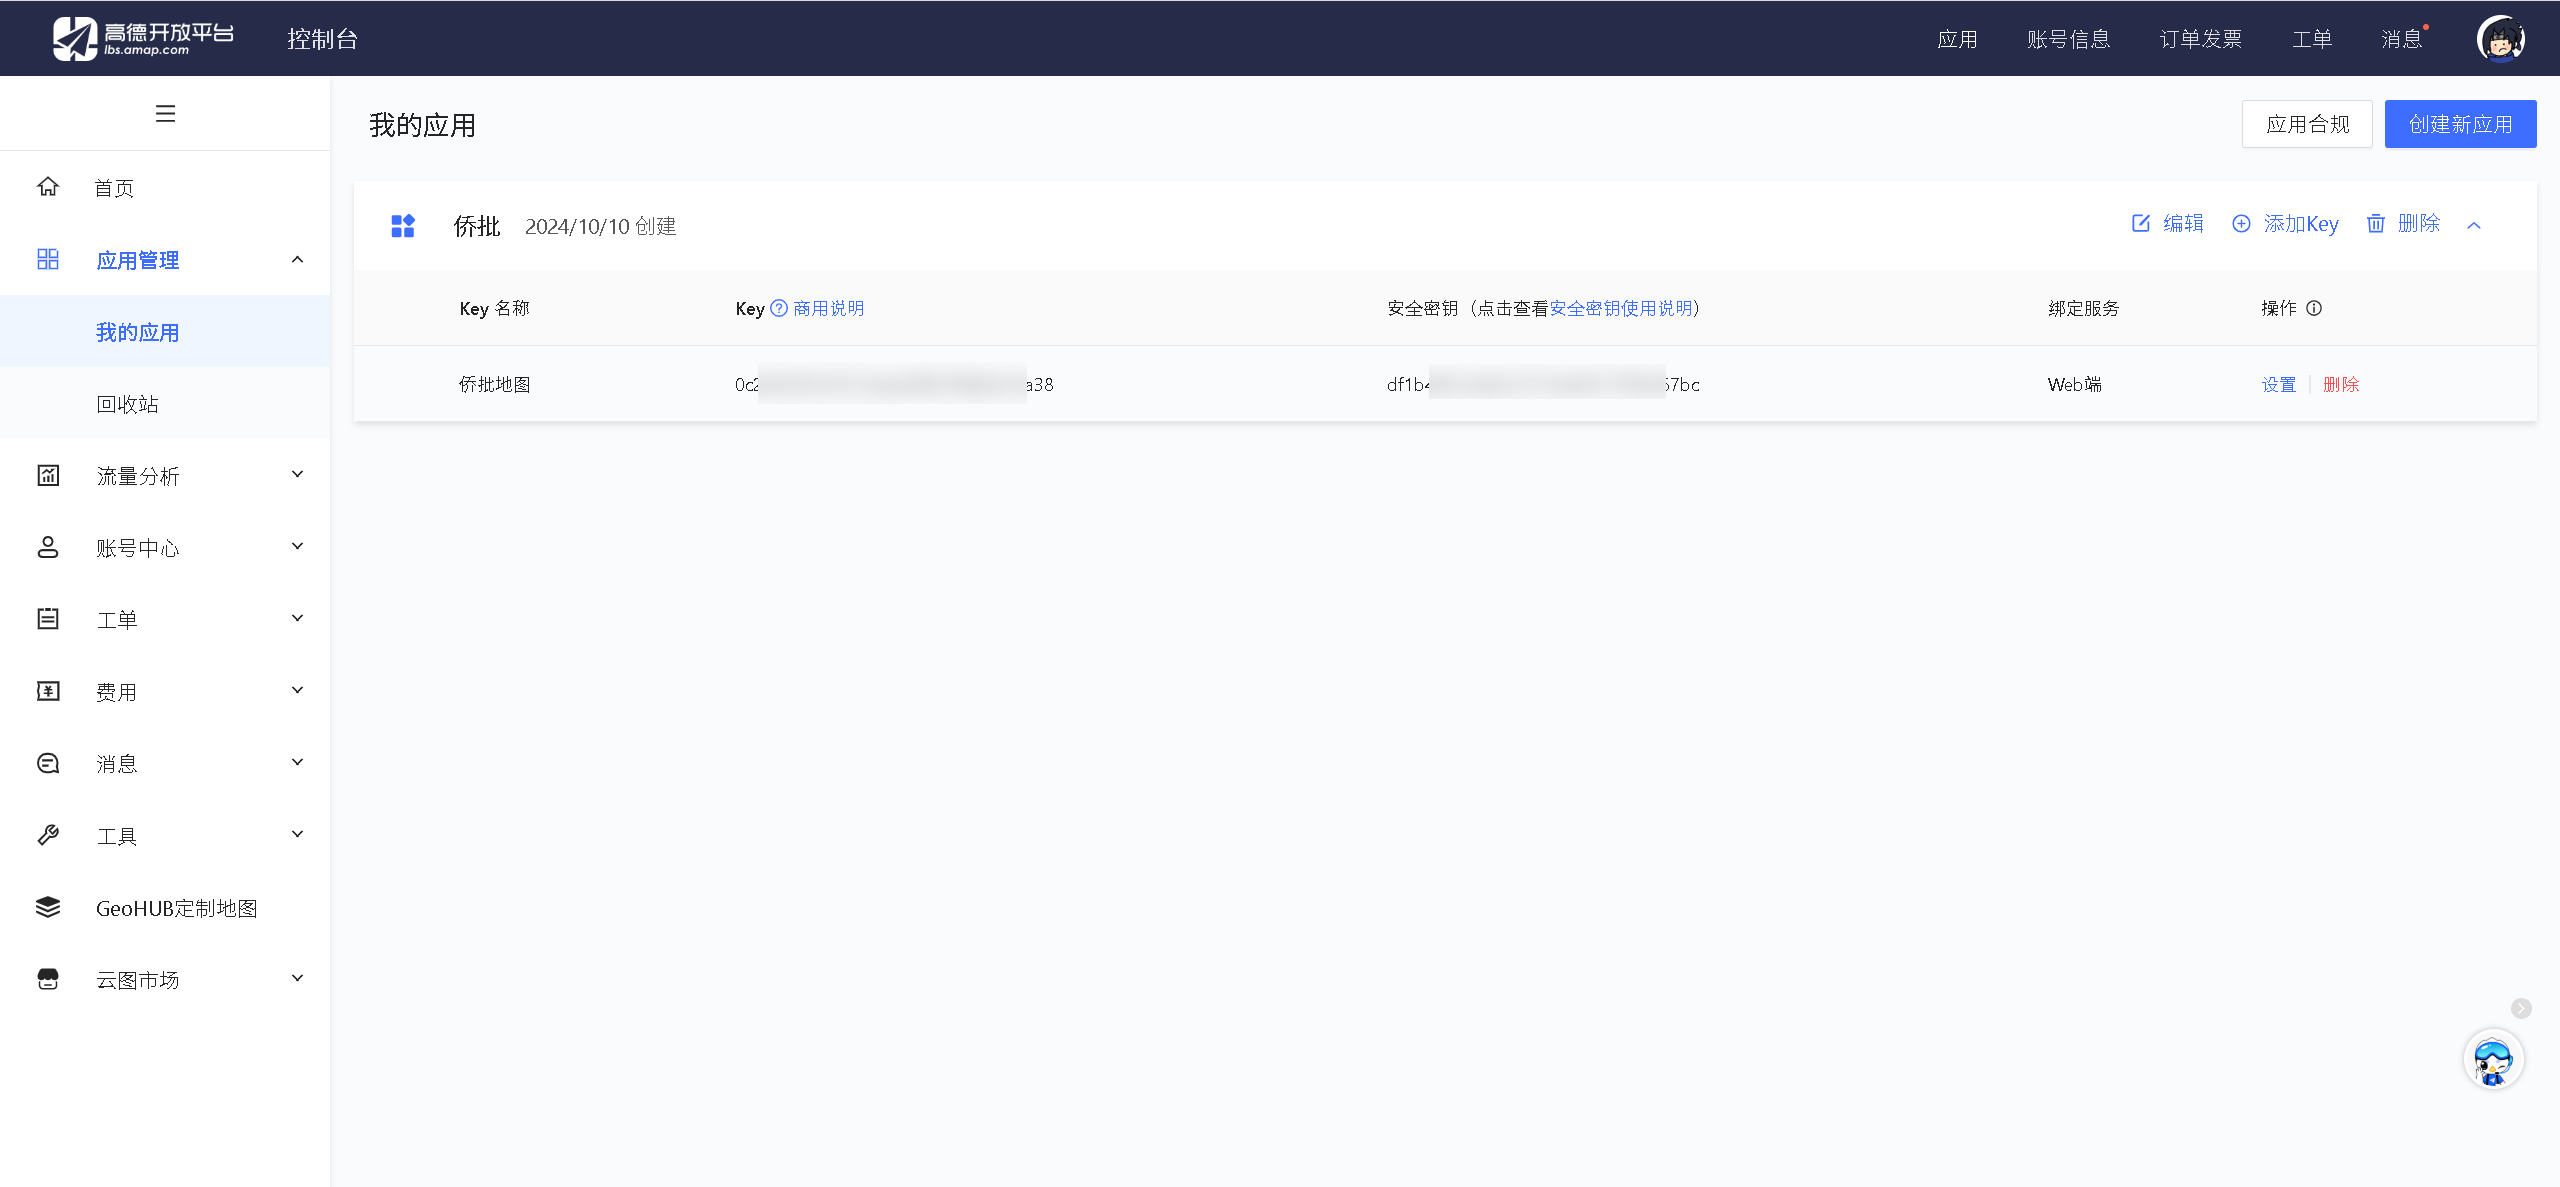 高德开放平台
lbs.amap.com
控制台
应用 账号信息 订单发票 工单 消息
首页
应用管理
我的应用
回收站
流量分析
账号中心
工单
费用
消息
工具
GeoHUB定制地图
云图市场
我的应用
应用合规 创建新应用
侨批 2024/10/10 创建
编辑 添加Key 删除
Key 名称 Key 商用说明 安全密钥（点击查看安全密钥使用说明） 绑定服务 操作
侨批地图 0c2 a38 df1b4 57bc Web端 设置 删除